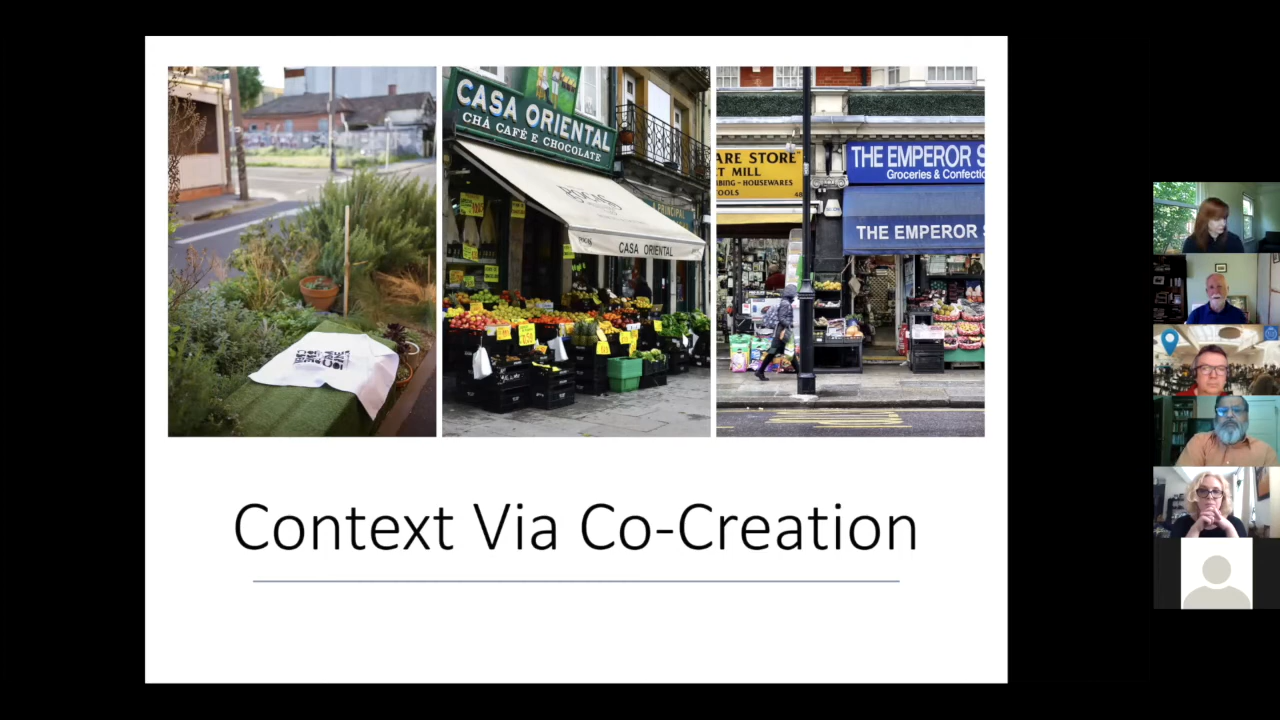 CASA ORIENTAL
CHÁ CAFÉ E CHOCOLATE
CASA ORIENTAL
ARE STORE
T MILL
BING - HOUSEWARES
OOLS
THE EMPEROR S
Groceries & Confectio
THE EMPEROR S
Context Via Co-Creation